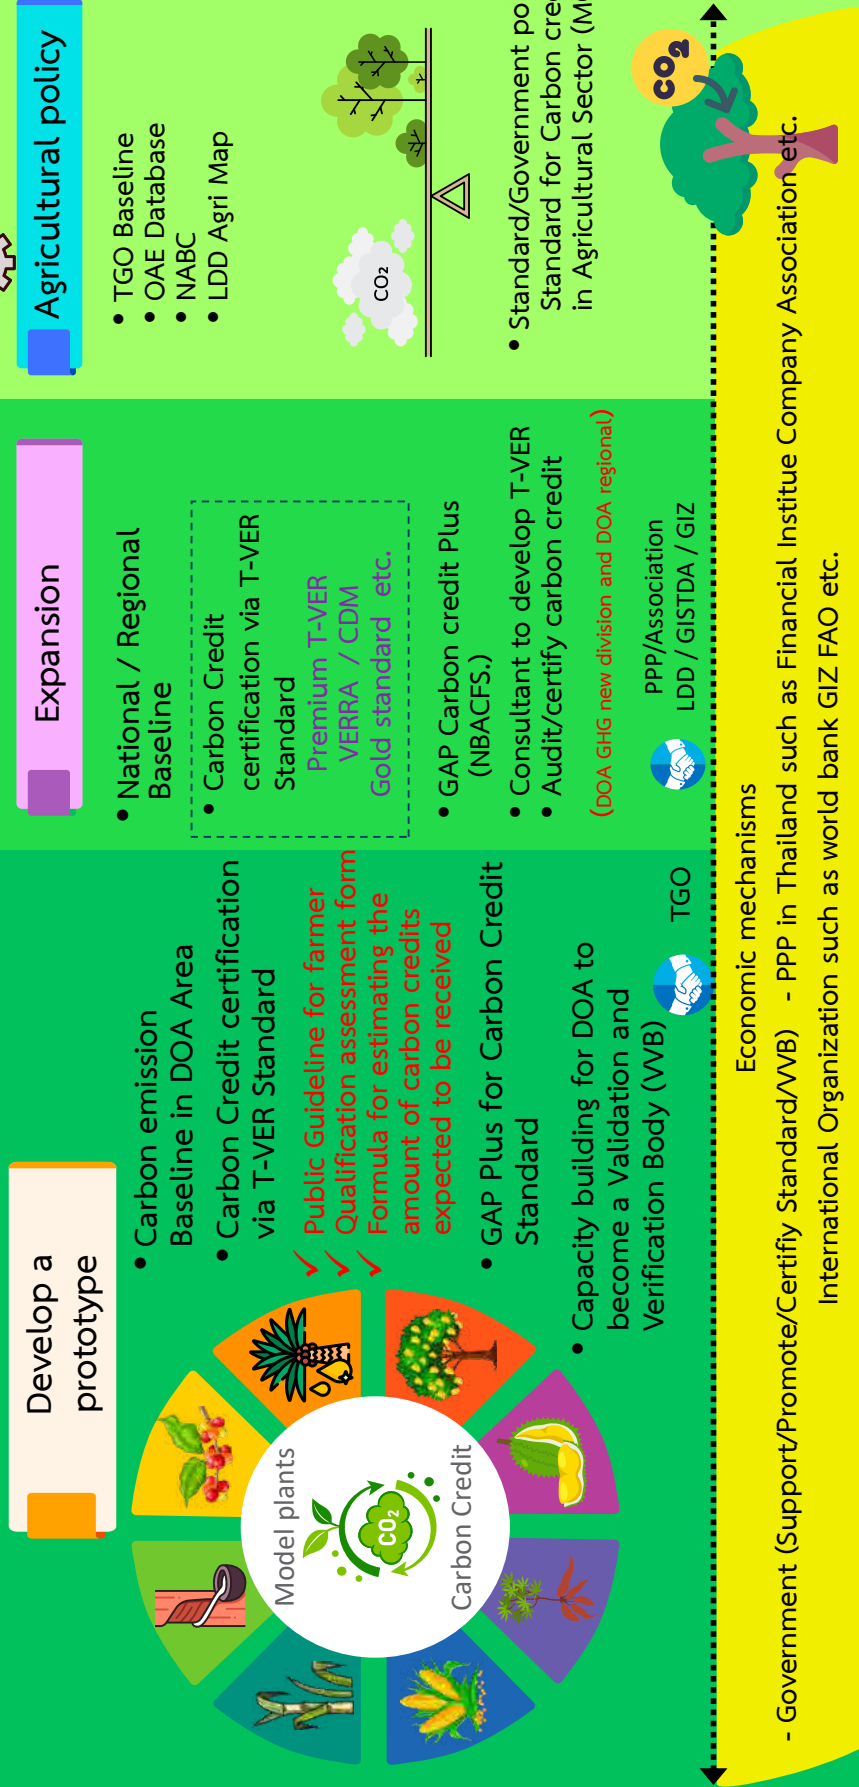 Develop a
prototype
Model plants
CO₂
Carbon Credit
• Carbon emission
Baseline in DOA Area
• Carbon Credit certification
via T-VER Standard
✓ Public Guideline for farmer
✓ Qualification assessment form
✓ Formula for estimating the
amount of carbon credits
expected to be received
• GAP Plus for Carbon Credit
Standard
• Capacity building for DOA to
become a Validation and
Verification Body (VVB)
TGO
Expansion
• National / Regional
Baseline
• Carbon Credit
certification via T-VER
Standard
Premium T-VER
VERRA / CDM
Gold standard etc.
• GAP Carbon credit Plus
(NBACFS.)
• Consultant to develop T-VER
• Audit/certify carbon credit
(DOA GHG new division and DOA regional)
PPP/Association
LDD / GISTDA / GIZ
Agricultural policy
• TGO Baseline
• OAE Database
• NABC
• LDD Agri Map
CO₂
• Standard/Government po
Standard for Carbon cre
in Agricultural Sector
CO₂
Economic mechanisms
- Government (Support/Promote/Certifiy Standard/VVB) - PPP in Thailand such as Financial Institue Company Association etc.
International Organization such as world bank GIZ FAO etc.